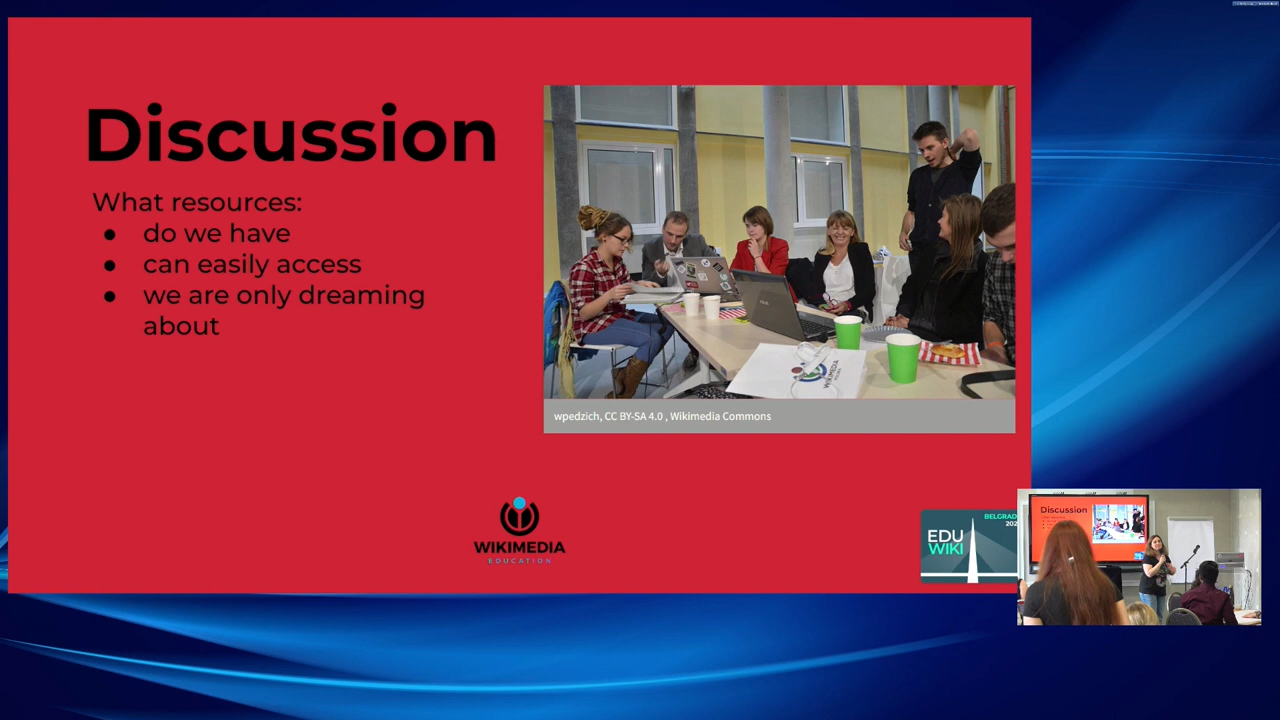 Discussion
What resources:
● do we have
● can easily access
● we are only dreaming
about
wpedzich, CC BY-SA 4.0 , Wikimedia Commons
WIKIMEDIA
EDUCATION
BELGRAD
202
EDU
WIKI
Discussion